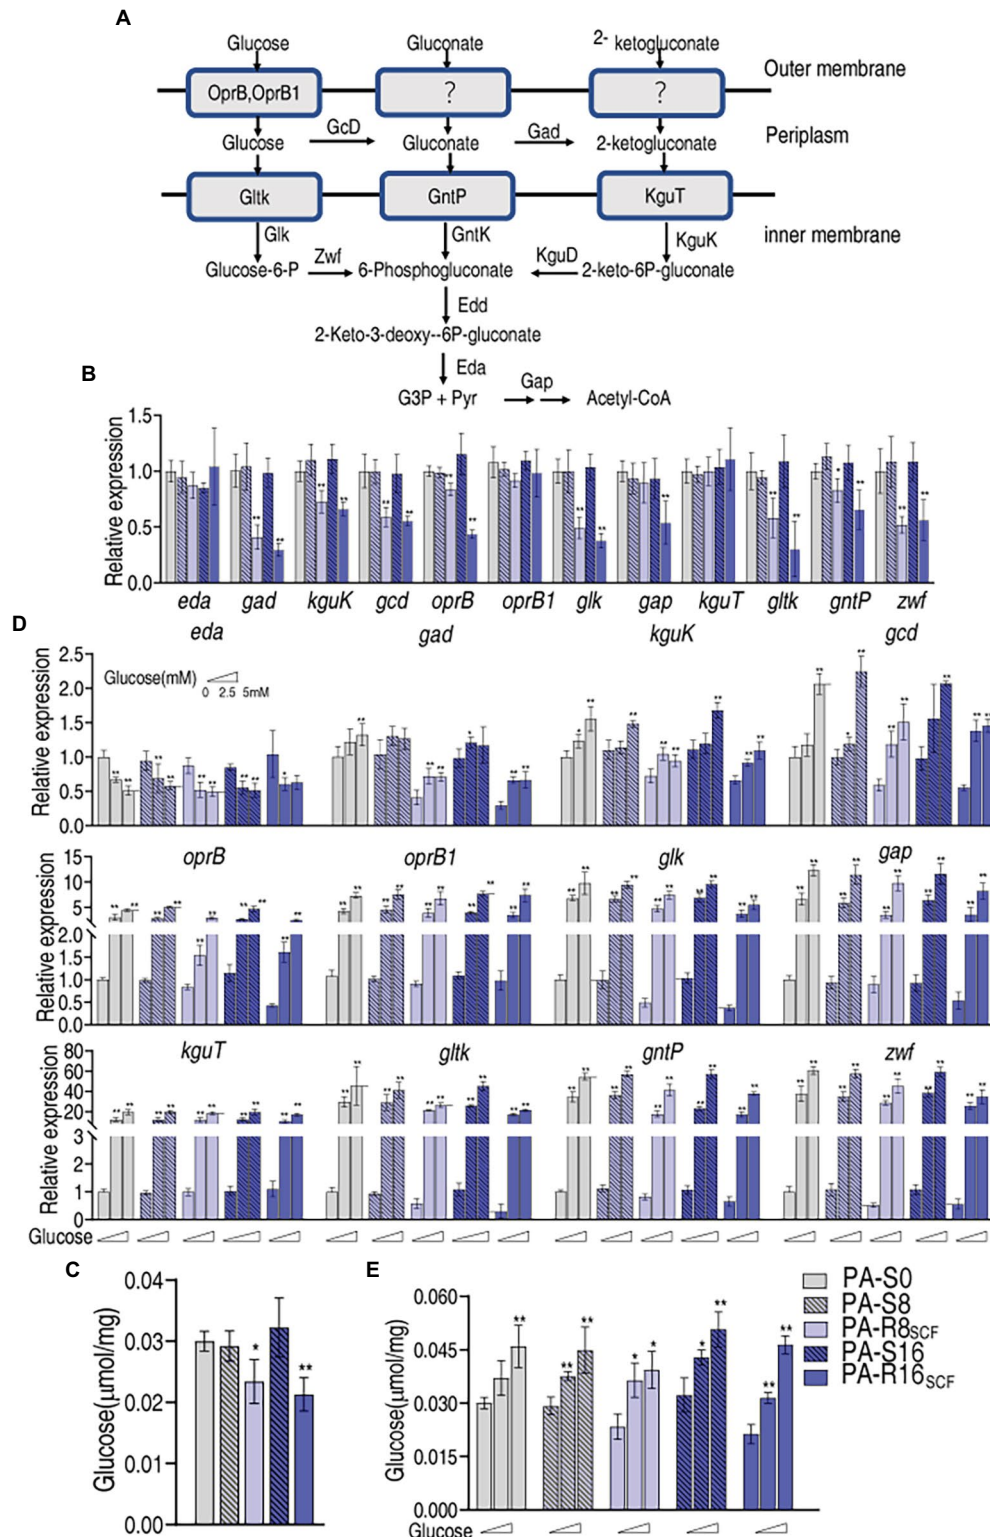 A
Glucose Gluconate 2- ketogluconate
OprB,OprB1 ? ? Outer membrane
GcD Gad Periplasm
Glucose Gluconate 2-ketogluconate
Gltk GntP KguT
inner membrane
Glk GntK KguK
Zwf KguD
Glucose-6-P 6-Phosphogluconate 2-keto-6P-gluconate
Edd
2-Keto-3-deoxy--6P-gluconate
Eda
Gap
G3P + Pyr Acetyl-CoA
B
Relative expression
1.5
1.0
0.5
0.0
** ** ** ** ** ** ** ** ** ** ** ** ** ** * ** ** **
eda gad kguK gcd oprB oprB1 glk gap kguT gltk gntP zwf
D
eda gad kguK gcd
Relative expression
2.5
2.0
1.5
1.0
0.5
0.0
Glucose(mM)
0 2.5 5mM
oprB oprB1 glk gap
Relative expression
15
10
5
2.0
1.0
0.5
0.0
kguT gltk gntP zwf
Relative expression
80
60
40
20
3
2
1
0
Glucose
C
Glucose(μmol/mg)
0.04
0.03
0.02
0.01
0.00
* **
E
Glucose(μmol/mg)
0.060
0.045
0.030
0.015
0.000
** ** ** * * * ** ** **
Glucose
PA-S0
PA-S8
PA-R8SCF
PA-S16
PA-R16SCF